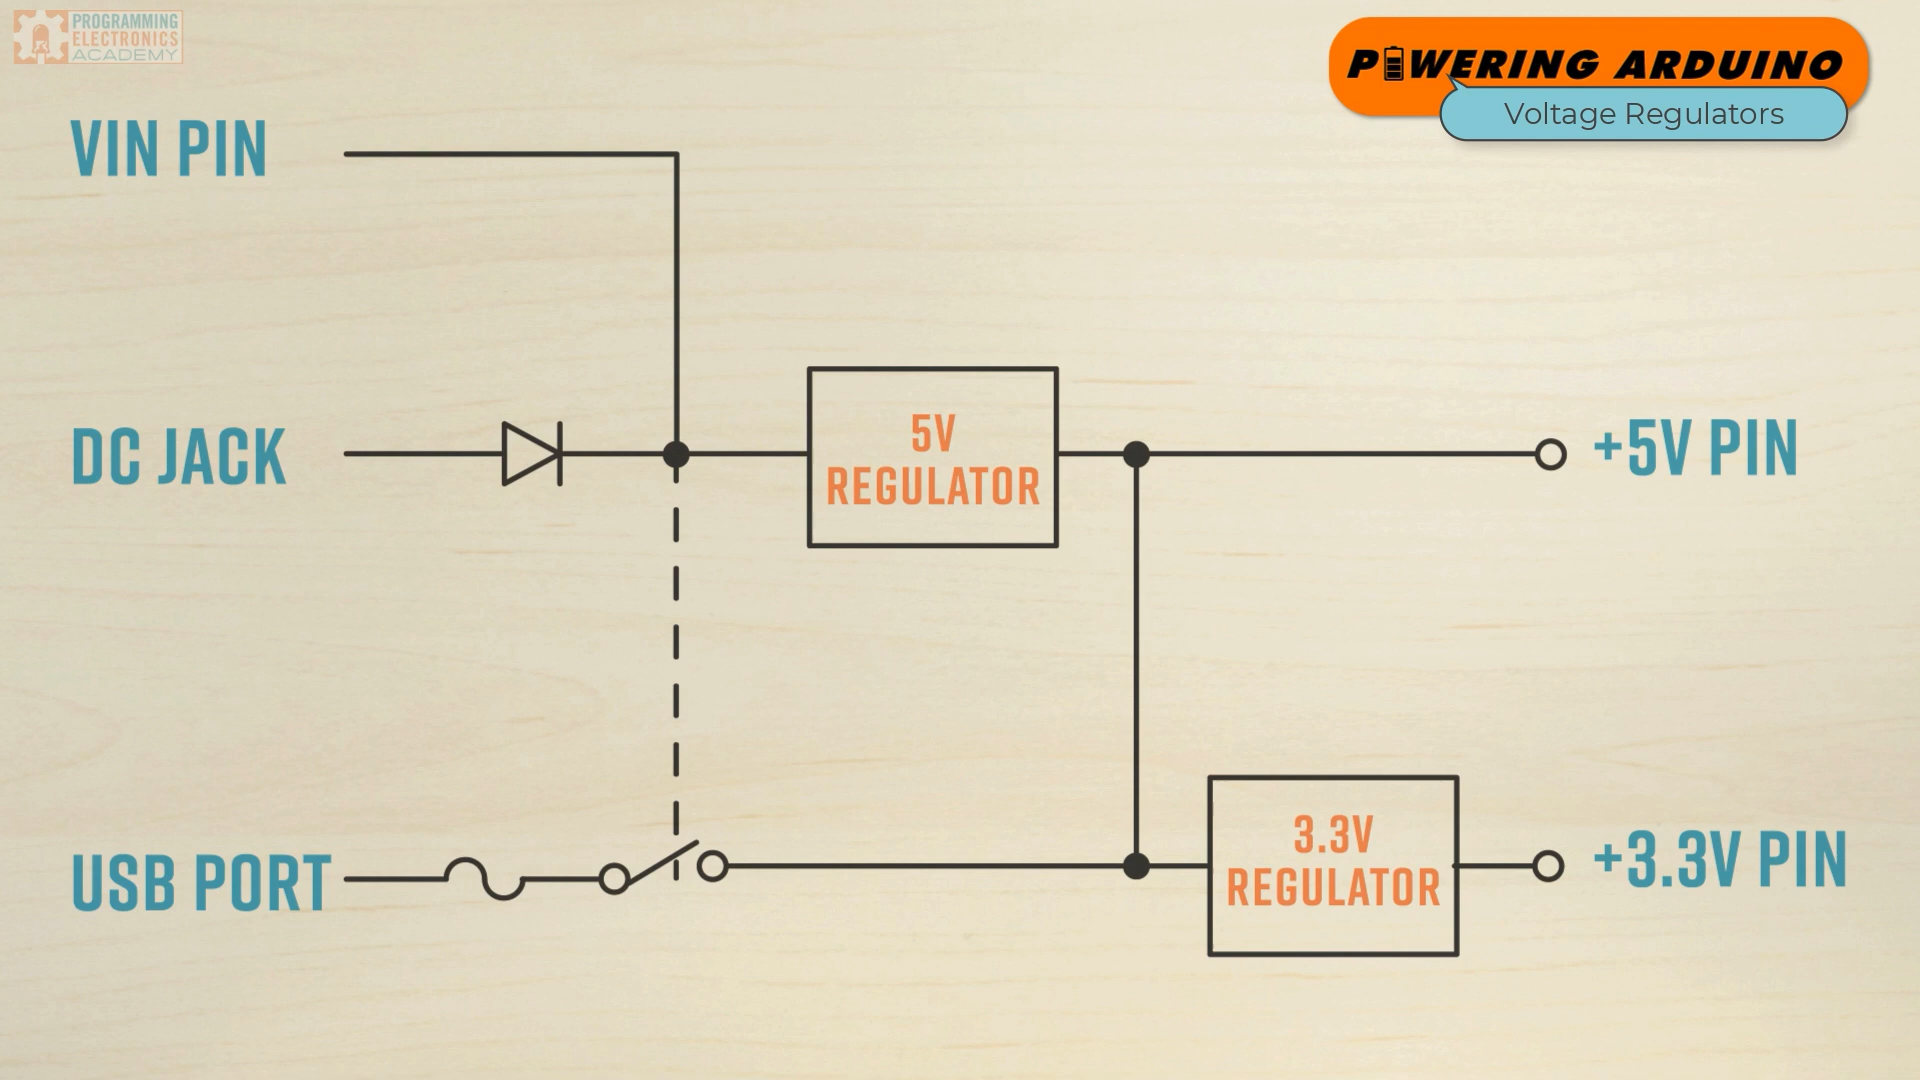 PROGRAMMING
ELECTRONICS
ACADEMY
POWERING ARDUINO
Voltage Regulators
VIN PIN
DC JACK
5V
REGULATOR
+5V PIN
USB PORT
3.3V
REGULATOR
+3.3V PIN